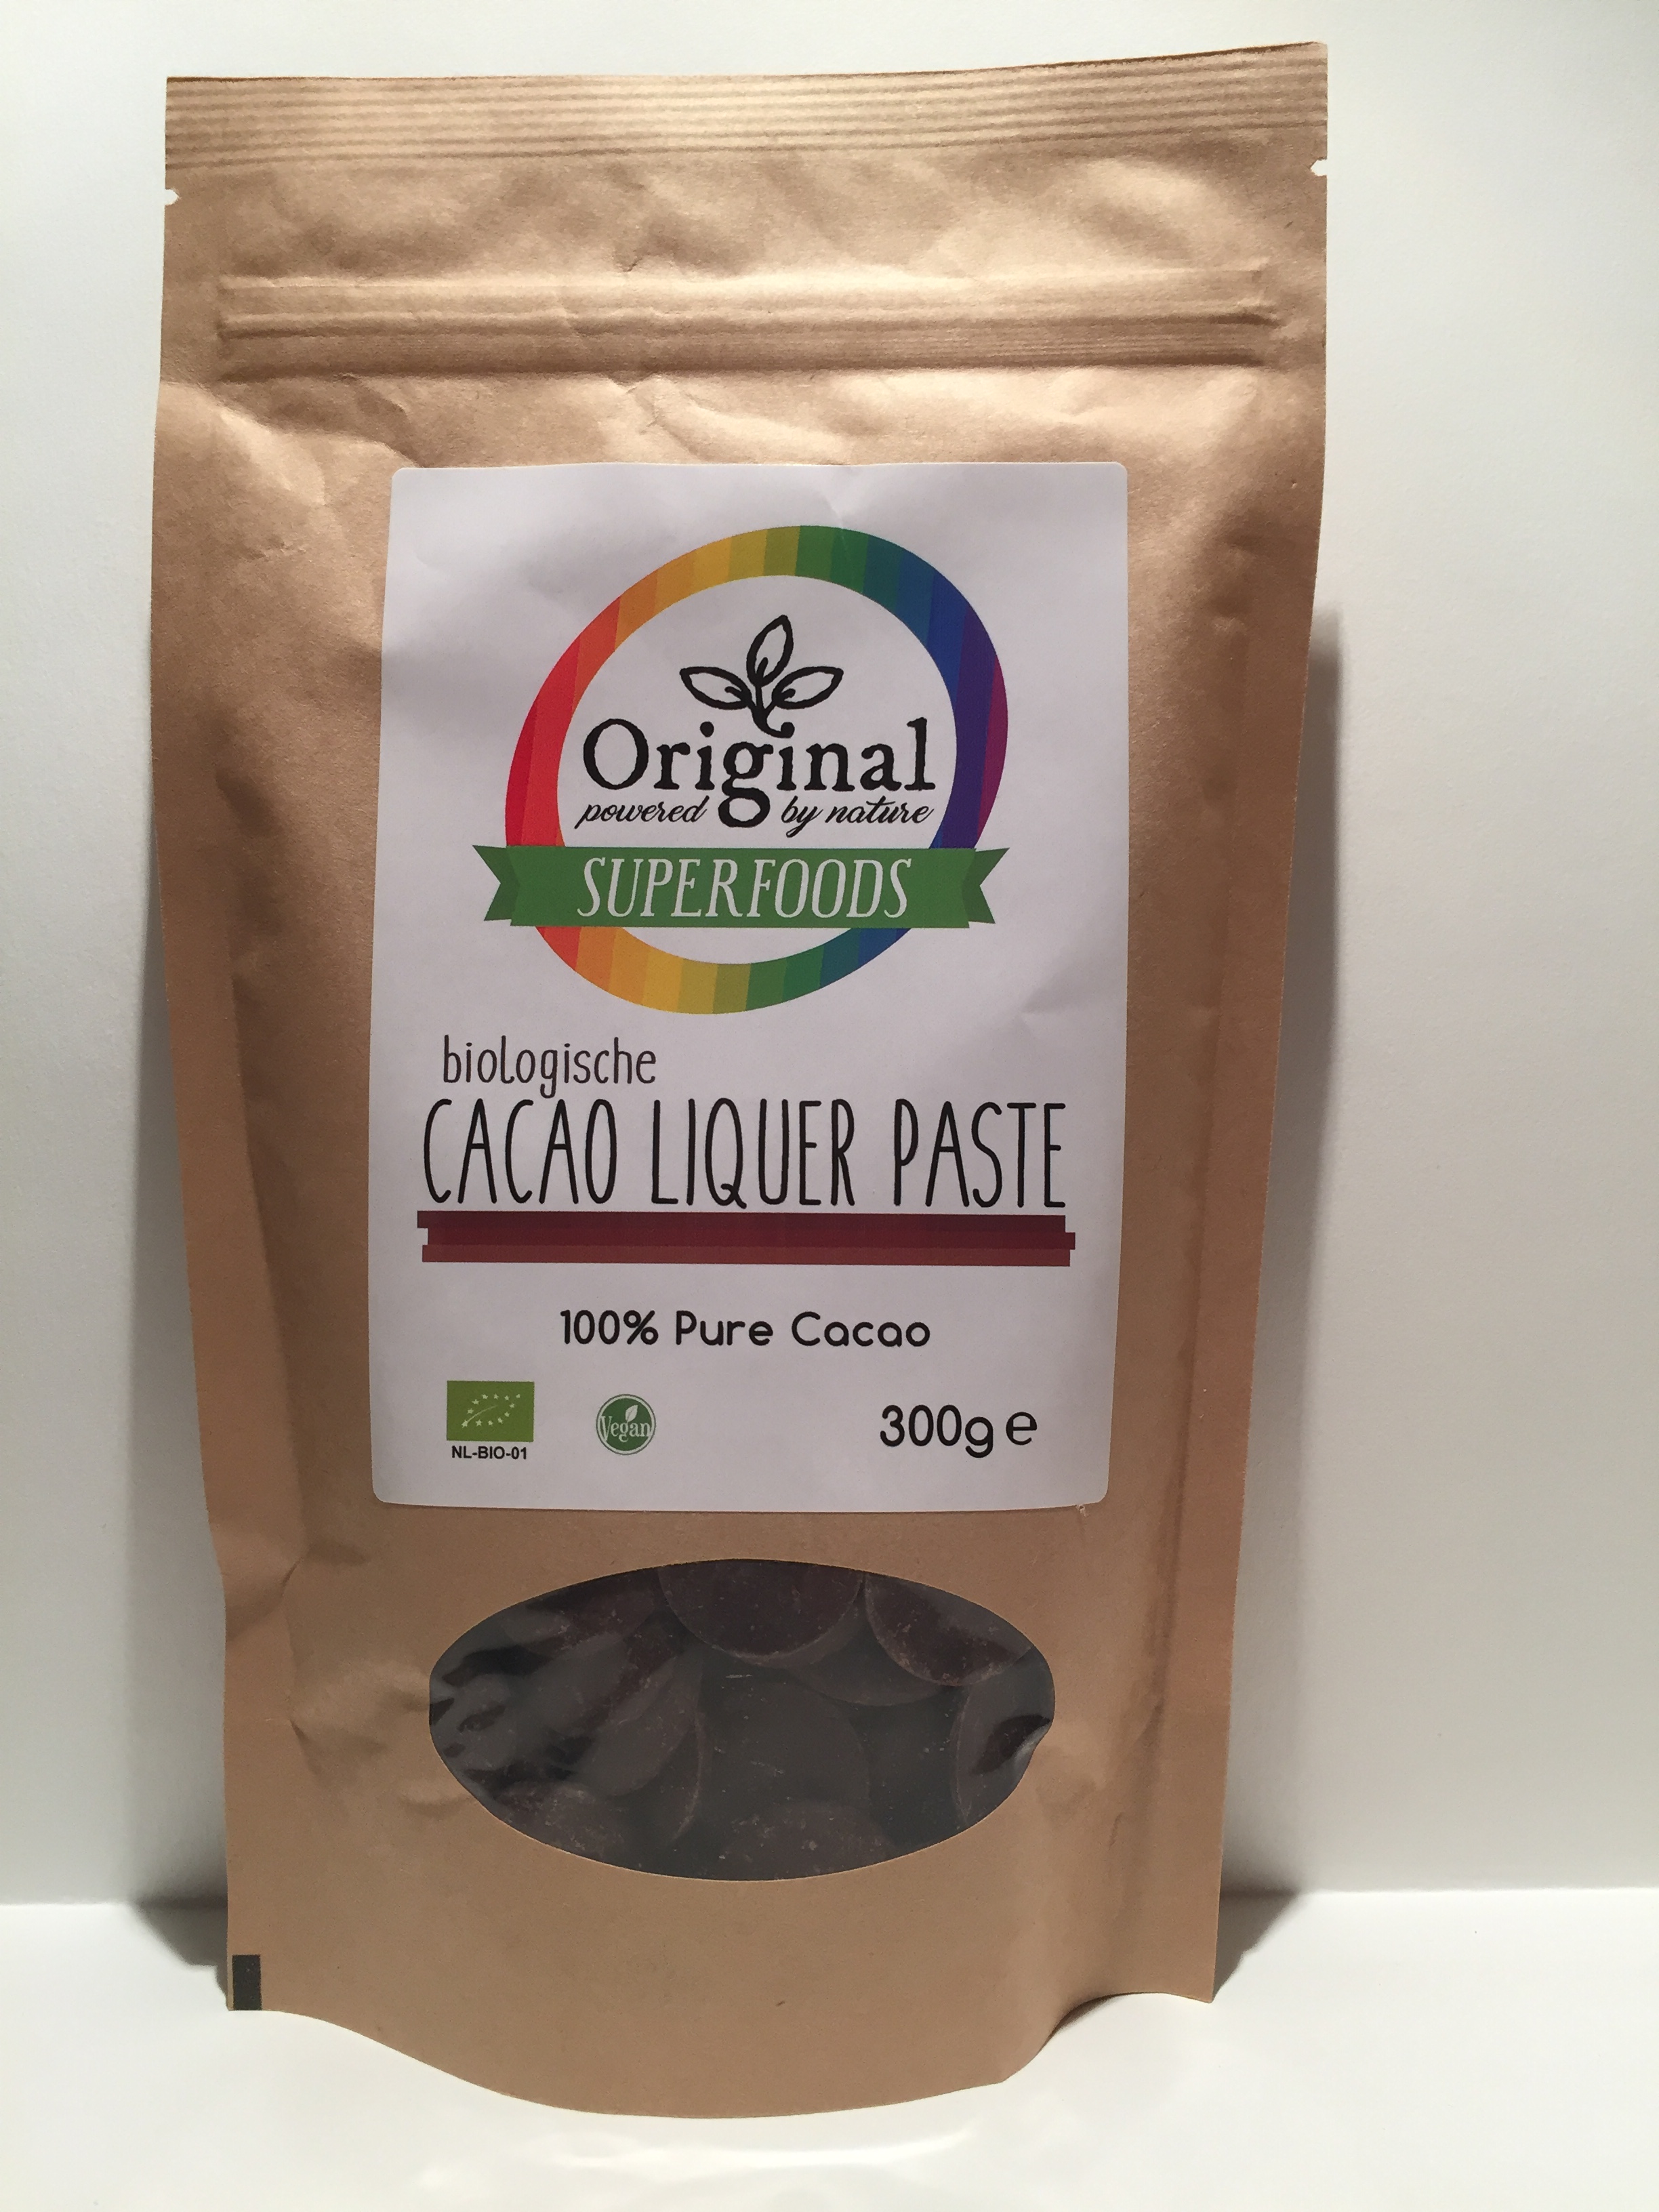 Original
powered by nature
SUPERFOODS
biologische
CACAO LIQUER PASTE
100% Pure Cacao
NL-BIO-01
Vegan
300g e